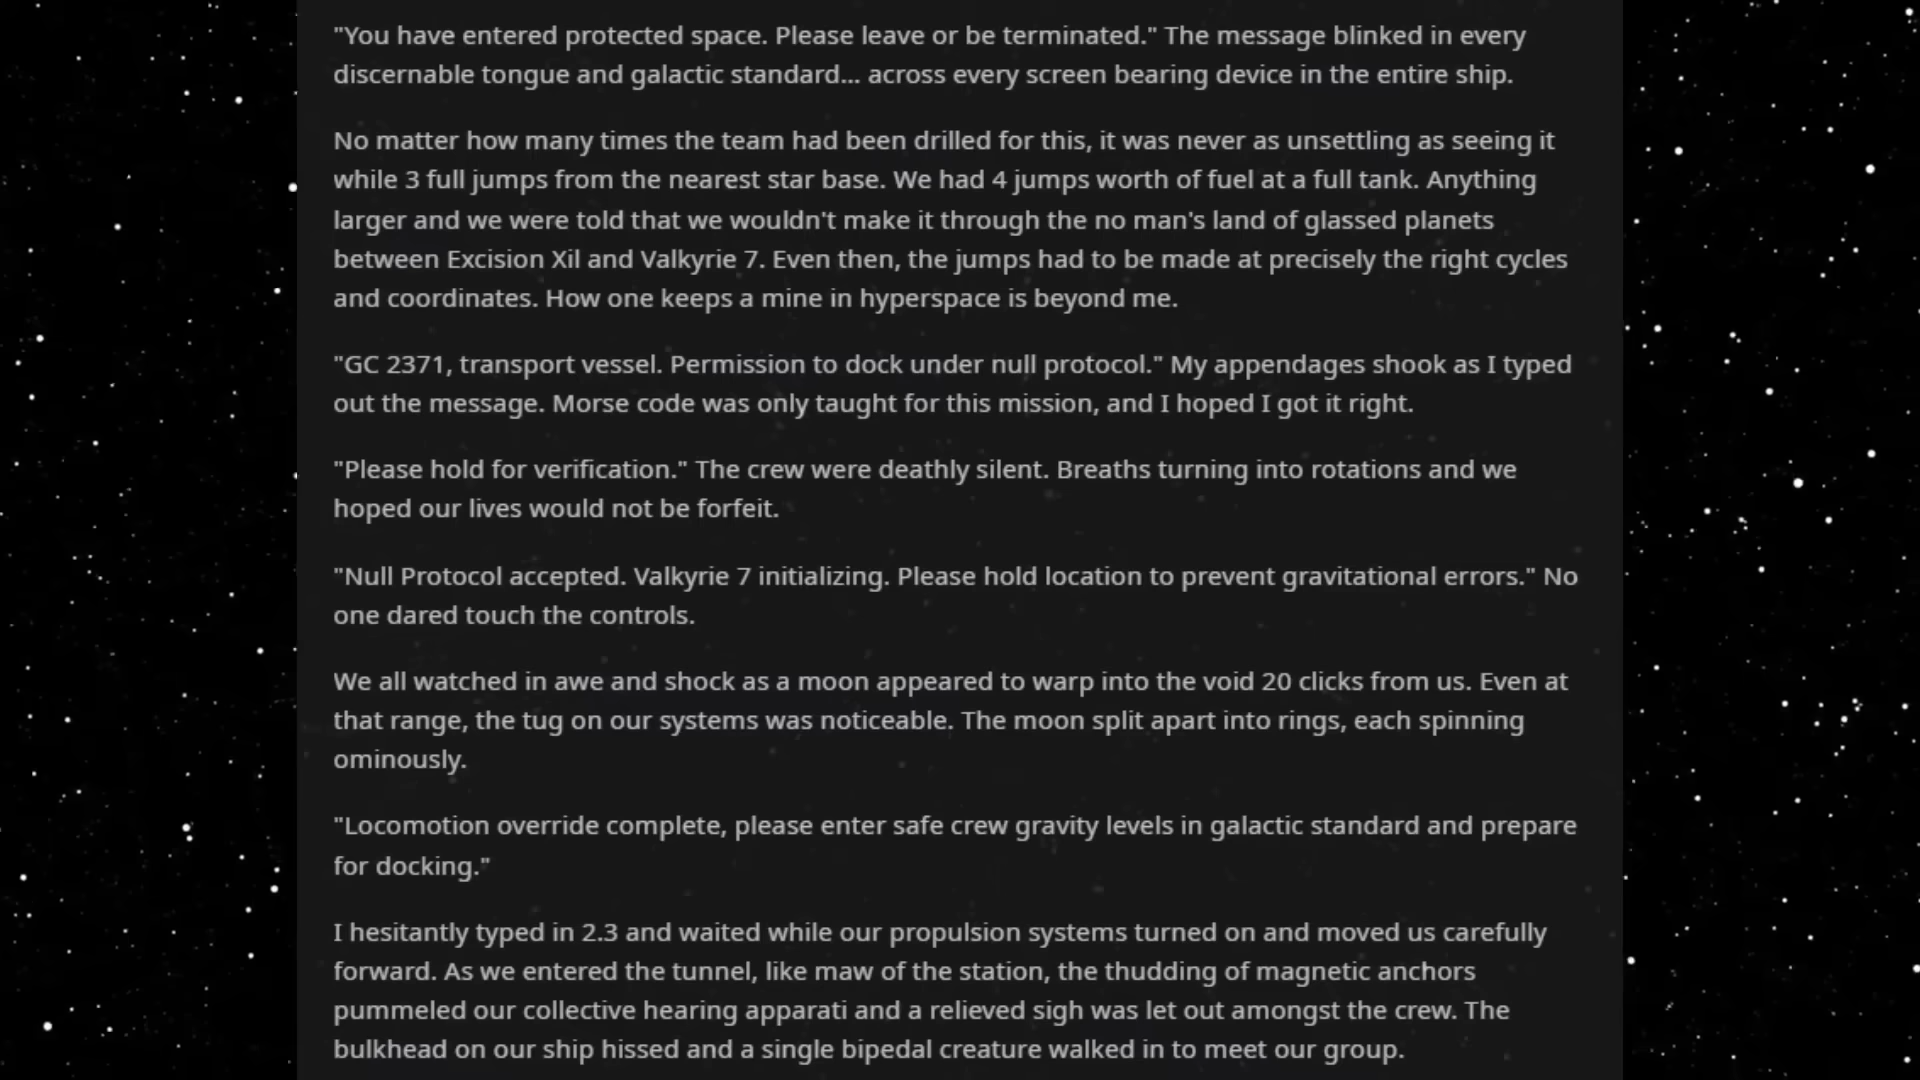 "You have entered protected space. Please leave or be terminated." The message blinked in every
discernable tongue and galactic standard... across every screen bearing device in the entire ship.
No matter how many times the team had been drilled for this, it was never as unsettling as seeing it
while 3 full jumps from the nearest star base. We had 4 jumps worth of fuel at a full tank. Anything
larger and we were told that we wouldn't make it through the no man's land of glassed planets
between Excision Xil and Valkyrie 7. Even then, the jumps had to be made at precisely the right cycles
and coordinates. How one keeps a mine in hyperspace is beyond me.
"GC 2371, transport vessel. Permission to dock under null protocol." My appendages shook as I typed
out the message. Morse code was only taught for this mission, and I hoped I got it right.
"Please hold for verification." The crew were deathly silent. Breaths turning into rotations and we
hoped our lives would not be forfeit.
"Null Protocol accepted. Valkyrie 7 initializing. Please hold location to prevent gravitational errors." No
one dared touch the controls.
We all watched in awe and shock as a moon appeared to warp into the void 20 clicks from us. Even at
that range, the tug on our systems was noticeable. The moon split apart into rings, each spinning
ominously.
"Locomotion override complete, please enter safe crew gravity levels in galactic standard and prepare
for docking."
I hesitantly typed in 2.3 and waited while our propulsion systems turned on and moved us carefully
forward. As we entered the tunnel, like maw of the station, the thudding of magnetic anchors
pummeled our collective hearing apparati and a relieved sigh was let out amongst the crew. The
bulkhead on our ship hissed and a single bipedal creature walked in to meet our group.